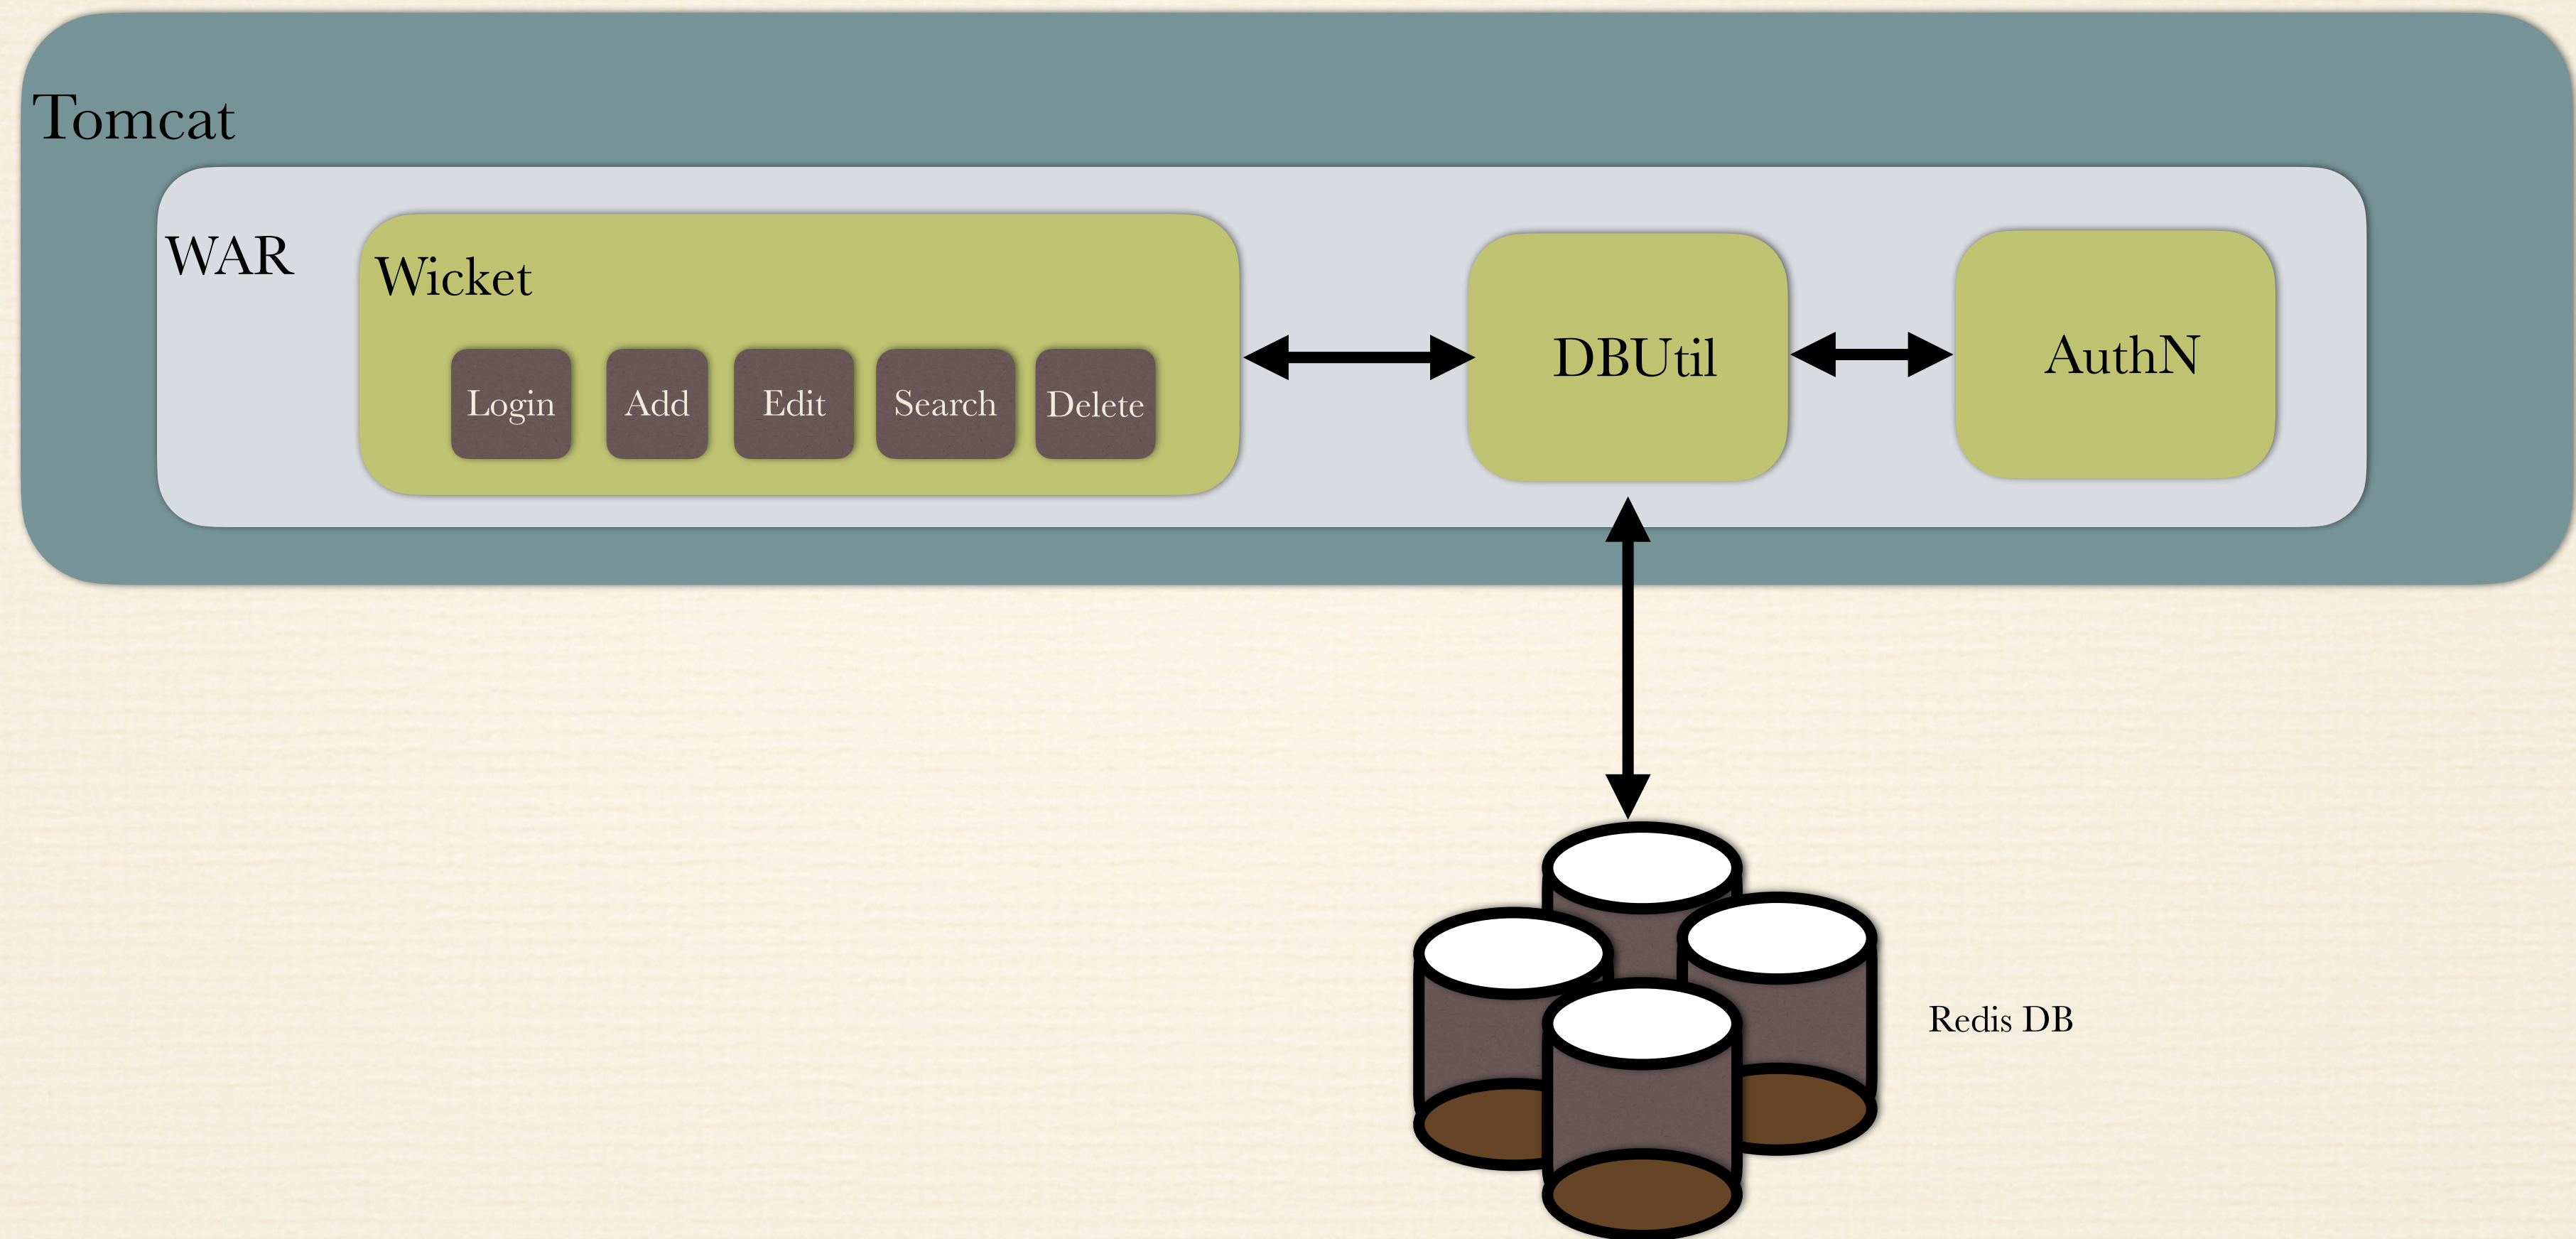 Tomcat
WAR
Wicket
Login
Add
Edit
Search
Delete
DBUtil
AuthN
Redis DB